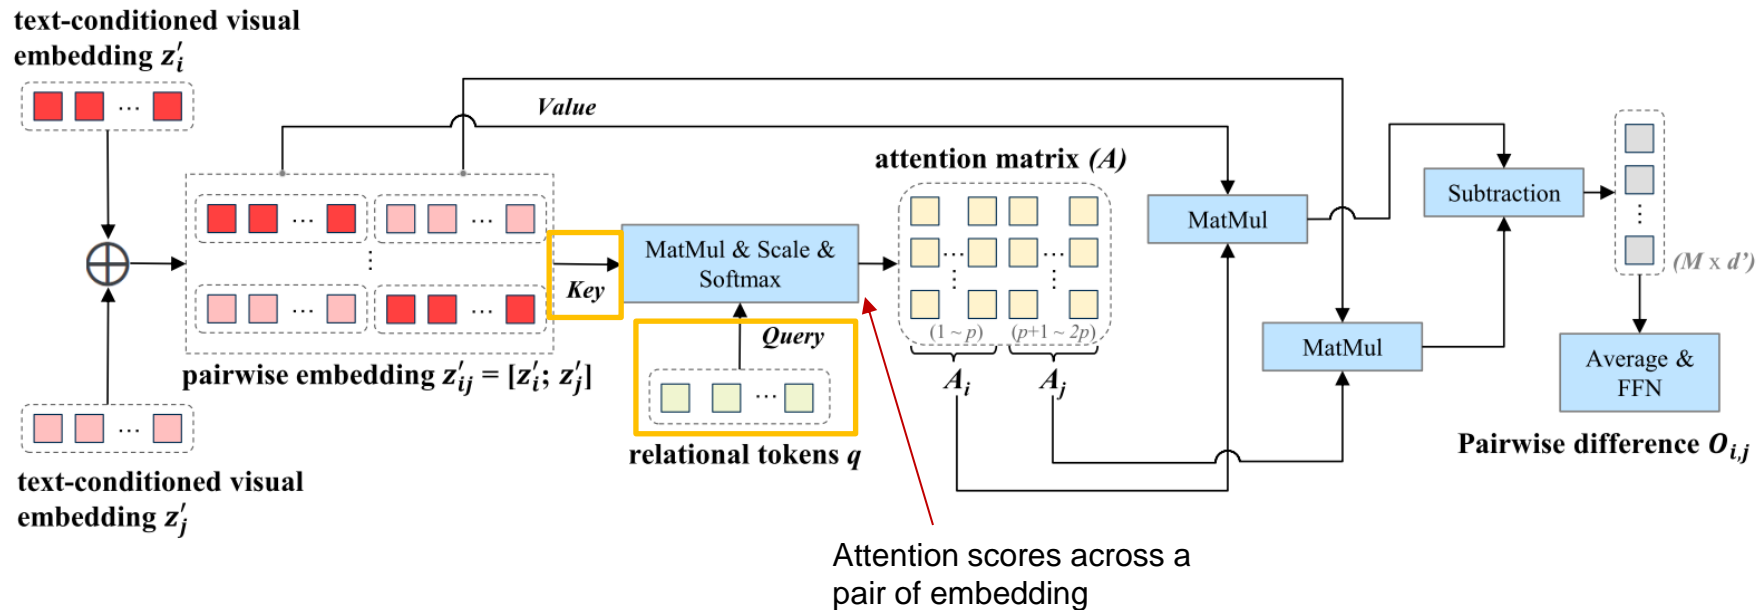 text-conditioned visual
embedding z'ᵢ
...
Value
attention matrix (A)
...
...
...
MatMul & Scale &
Softmax
Key
Query
...
...
⋮
...
...
⋮
...
⋮
(1 ~ p) (p+1 ~ 2p)
Aᵢ Aⱼ
MatMul
MatMul
Subtraction
⋮
(M x d')
Average &
FFN
pairwise embedding z'ᵢⱼ = [z'ᵢ; z'ⱼ]
...
relational tokens q
Pairwise difference Oᵢ,ⱼ
...
text-conditioned visual
embedding z'ⱼ
Attention scores across a
pair of embedding